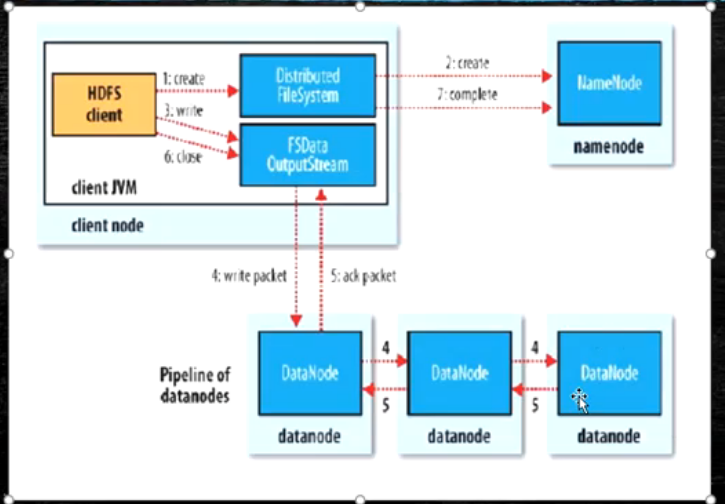 1: create
Distributed
FileSystem
2: create
NameNode
HDFS
client
3: write
7: complete
6: close
FSData
OutputStream
namenode
client JVM
client node
4: write packet
5: ack packet
Pipeline of
datanodes
DataNode
4
5
DataNode
4
5
DataNode
datanode
datanode
datanode